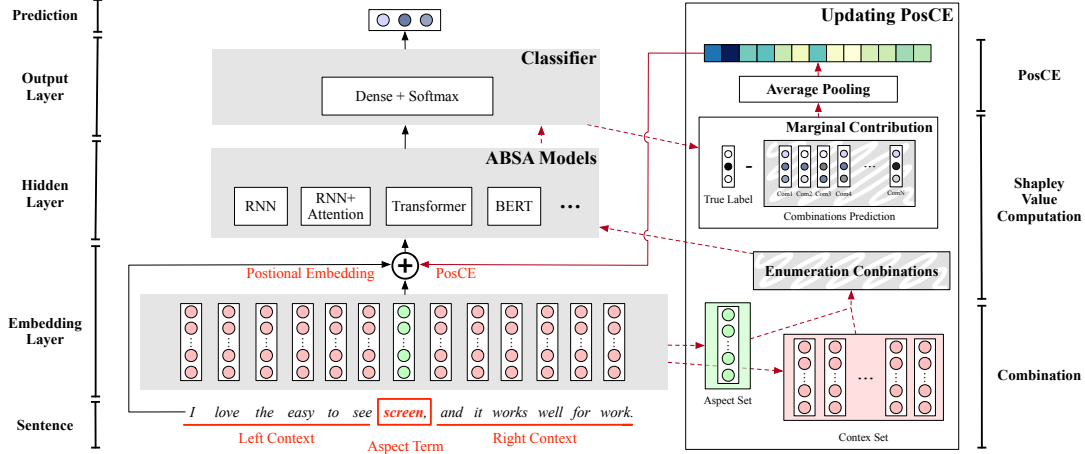 Prediction
Output
Layer
Hidden
Layer
Embedding
Layer
Sentence
Classifier
Dense + Softmax
ABSA Models
RNN
RNN+
Attention
Transformer
BERT
...
Postional Embedding
+
PosCE
I love the easy to see screen, and it works well for work.
Left Context
Aspect Term
Right Context
Updating PosCE
Average Pooling
Marginal Contribution
True Label
-
...
Com1 Com2 Com3 Com4 ComN
Combinations Prediction
Enumeration Conbinations
Aspect Set
...
Contex Set
PosCE
Shapley
Value
Computation
Combination